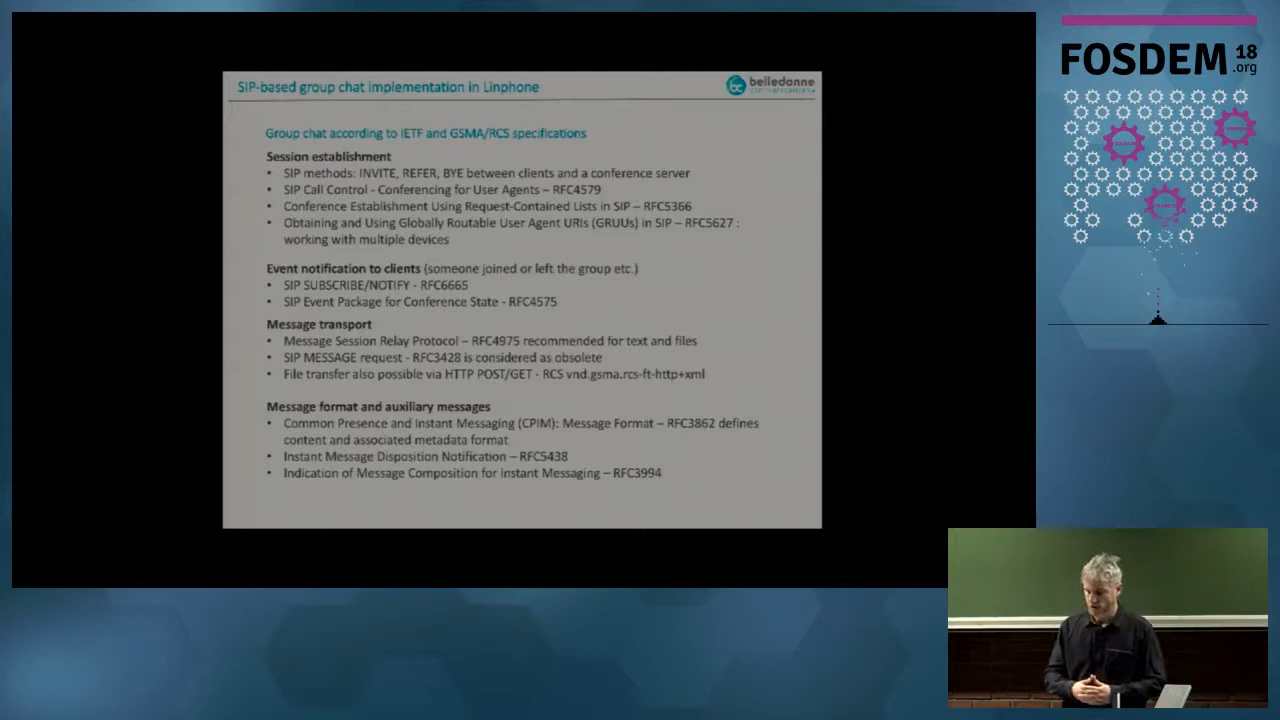 SIP-based group chat implementation in Linphone
belledonne
communications
Group chat according to IETF and GSMA/RCS specifications
Session establishment
• SIP methods: INVITE, REFER, BYE between clients and a conference server
• SIP Call Control - Conferencing for User Agents – RFC4579
• Conference Establishment Using Request-Contained Lists in SIP – RFC5366
• Obtaining and Using Globally Routable User Agent URIs (GRUUs) in SIP – RFC5627 :
working with multiple devices
Event notification to clients (someone joined or left the group etc.)
• SIP SUBSCRIBE/NOTIFY - RFC6665
• SIP Event Package for Conference State - RFC4575
Message transport
• Message Session Relay Protocol – RFC4975 recommended for text and files
• SIP MESSAGE request - RFC3428 is considered as obsolete
• File transfer also possible via HTTP POST/GET - RCS vnd.gsma.rcs-ft-http+xml
Message format and auxiliary messages
• Common Presence and Instant Messaging (CPIM): Message Format – RFC3862 defines
content and associated metadata format
• Instant Message Disposition Notification – RFC5438
• Indication of Message Composition for Instant Messaging – RFC3994
FOSDEM 18
.org